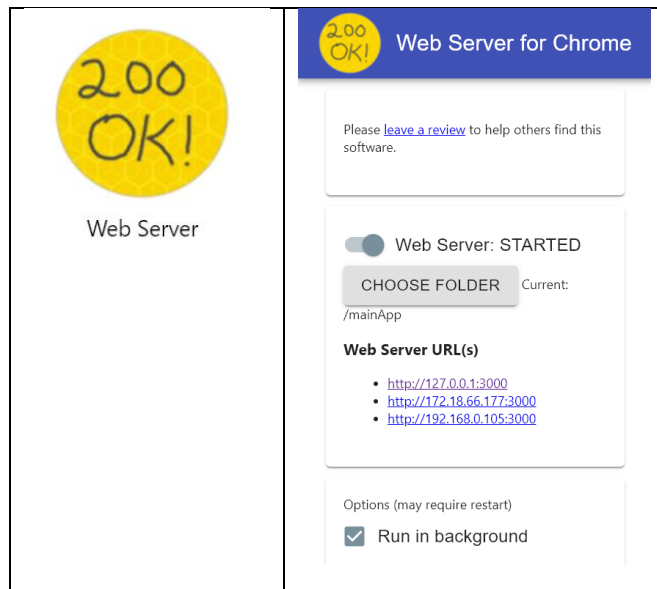 200
OK!
Web Server
200
OK!
Web Server for Chrome
Please leave a review to help others find this
software.
Web Server: STARTED
CHOOSE FOLDER Current:
/mainApp
Web Server URL(s)
http://127.0.0.1:3000
http://172.18.66.177:3000
http://192.168.0.105:3000
Options (may require restart)
Run in background